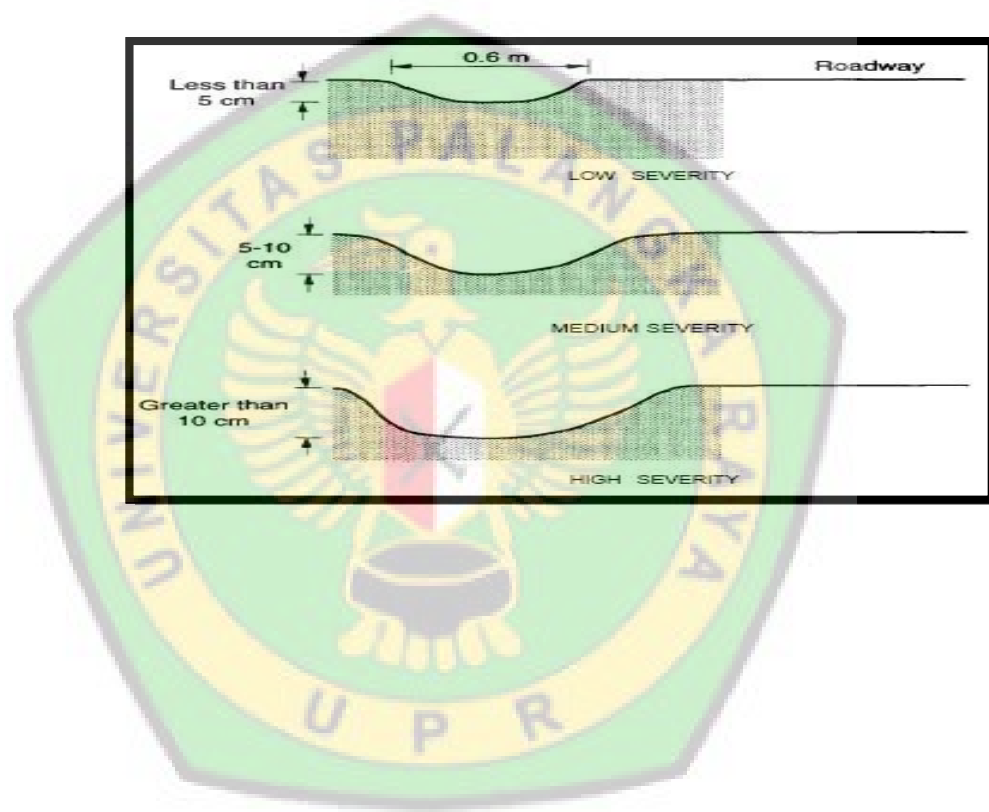 0.6 m
Roadway
Less than
5 cm
LOW SEVERITY
5-10
cm
MEDIUM SEVERITY
Greater than
10 cm
HIGH SEVERITY
UNIVERSITAS PALANGKA RAYA
UPR